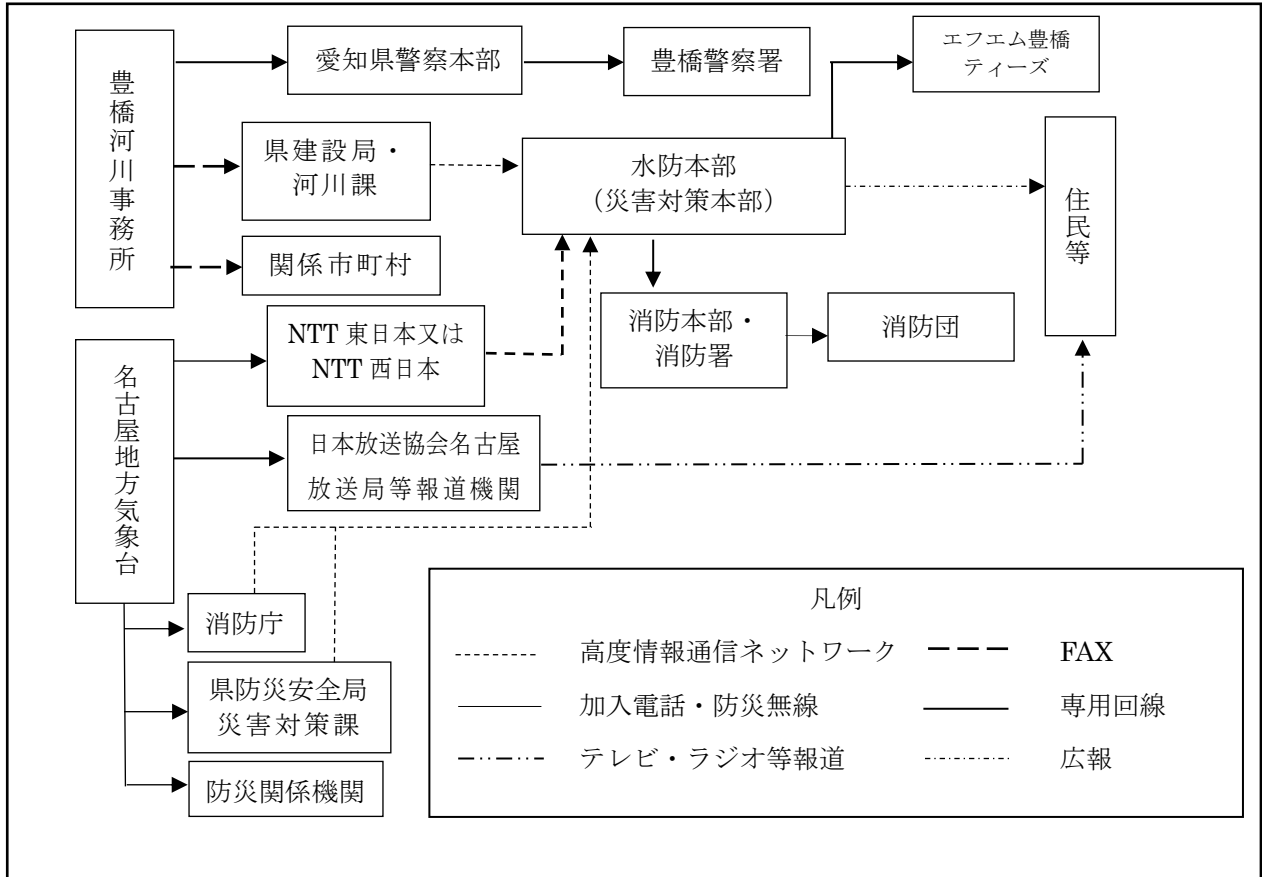 豊橋河川事務所
愛知県警察本部
豊橋警察署
エフエム豊橋
ティーズ
県建設局・
河川課
水防本部
（災害対策本部）
住民等
関係市町村
NTT 東日本又は
NTT 西日本
消防本部・
消防署
消防団
名古屋地方気象台
日本放送協会名古屋
放送局等報道機関
消防庁
県防災安全局
災害対策課
防災関係機関
凡例
高度情報通信ネットワーク
FAX
加入電話・防災無線
専用回線
テレビ・ラジオ等報道
広報